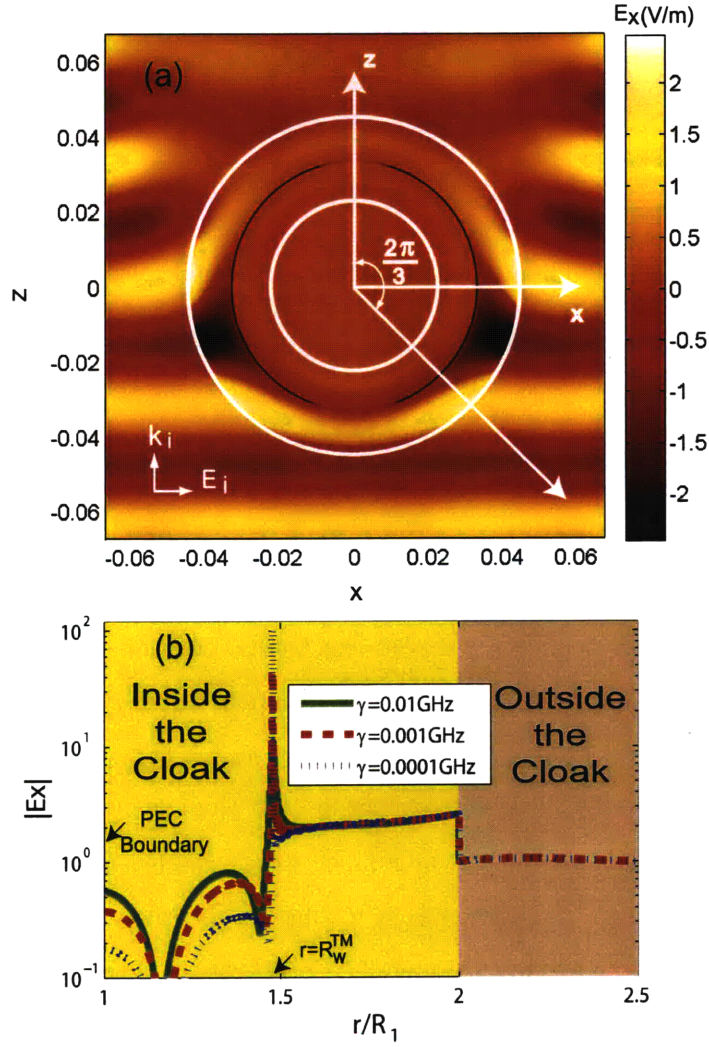 Ex(V/m)
(a)
z
0.06
0.04
0.02
0
-0.02
-0.04
-0.06
z
2π
3
x
k i
E i
2
1.5
1
0.5
0
-0.5
-1
-1.5
-2
-0.06 -0.04 -0.02 0 0.02 0.04 0.06
x
(b)
Inside
the
Cloak
γ=0.01GHz
γ=0.001GHz
γ=0.0001GHz
Outside
the
Cloak
PEC
Boundary
r=R_W^TM
|Ex|
10^2
10^1
10^0
10^-1
1 1.5 2 2.5
r/R_1